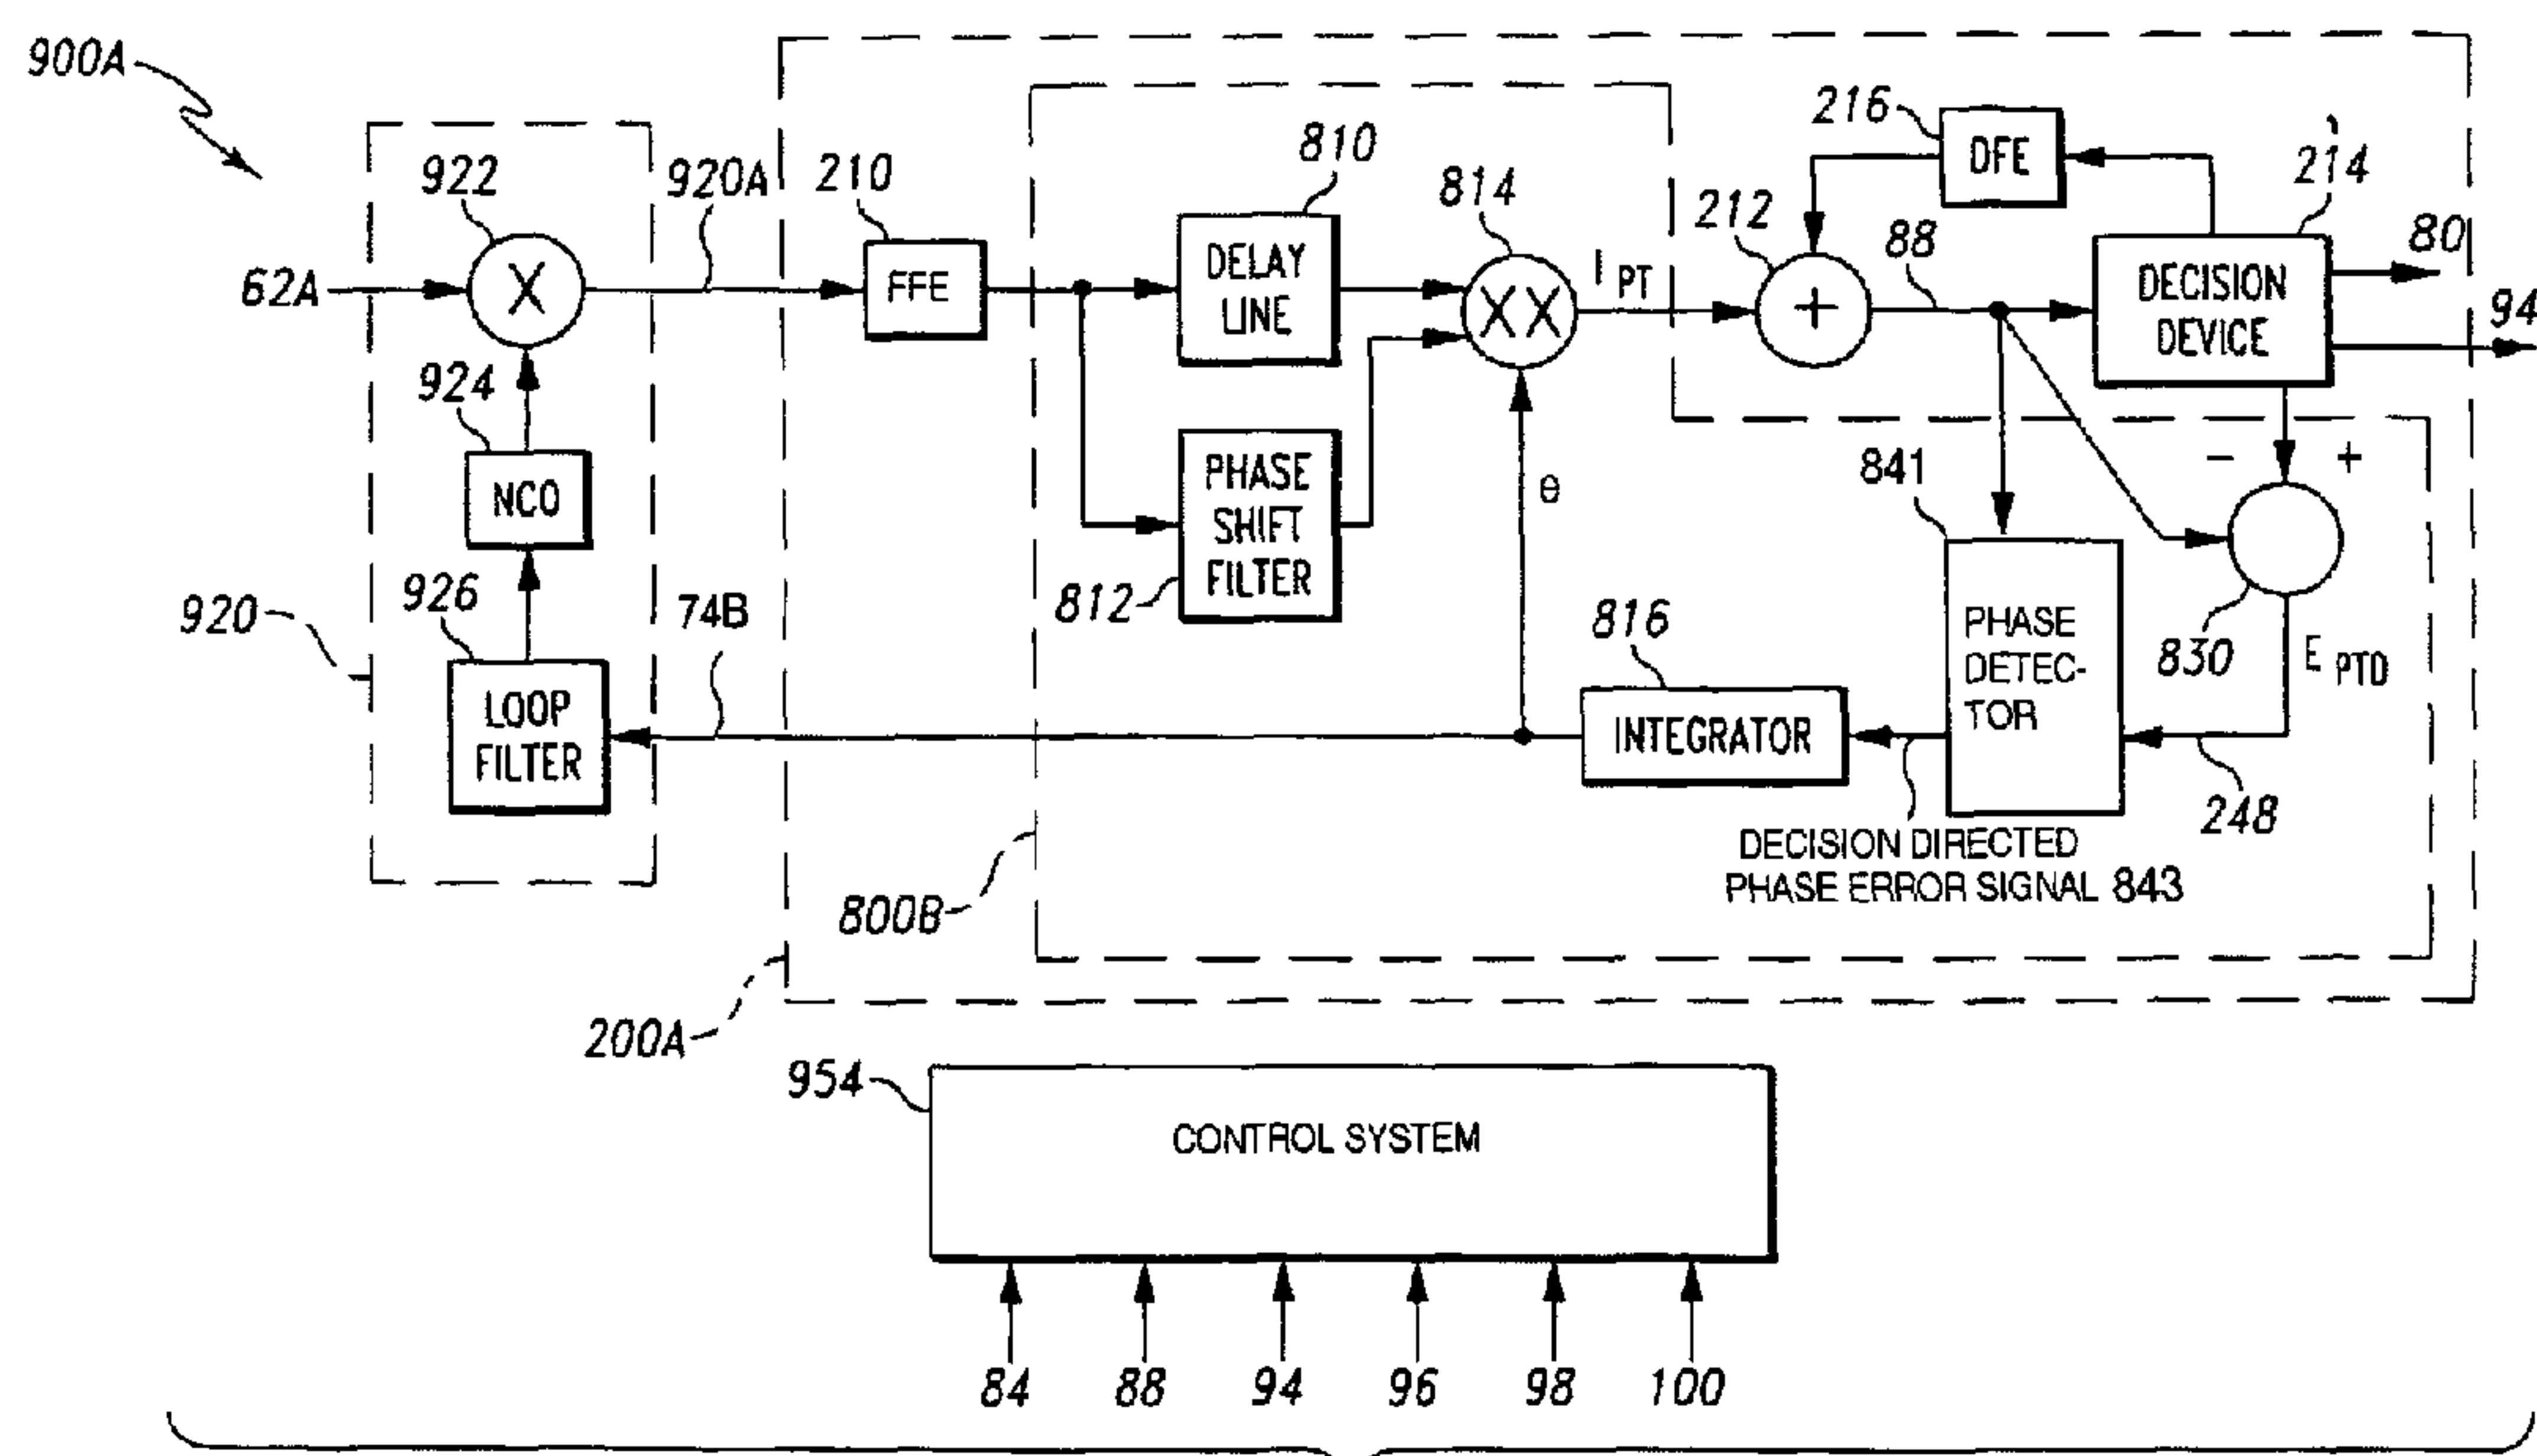 900A
922
920A
210
810
814
216
DFE
214
212
88
80
94
62A
X
FFE
DELAY
LINE
XX
I PT
+
DECISION
DEVICE
924
NCO
PHASE
SHIFT
FILTER
812
θ
841
− +
830
E PTD
920
926
74B
816
PHASE
DETEC-
TOR
LOOP
FILTER
INTEGRATOR
248
DECISION DIRECTED
PHASE ERROR SIGNAL 843
800B
200A
954
CONTROL SYSTEM
84 88 94 96 98 100